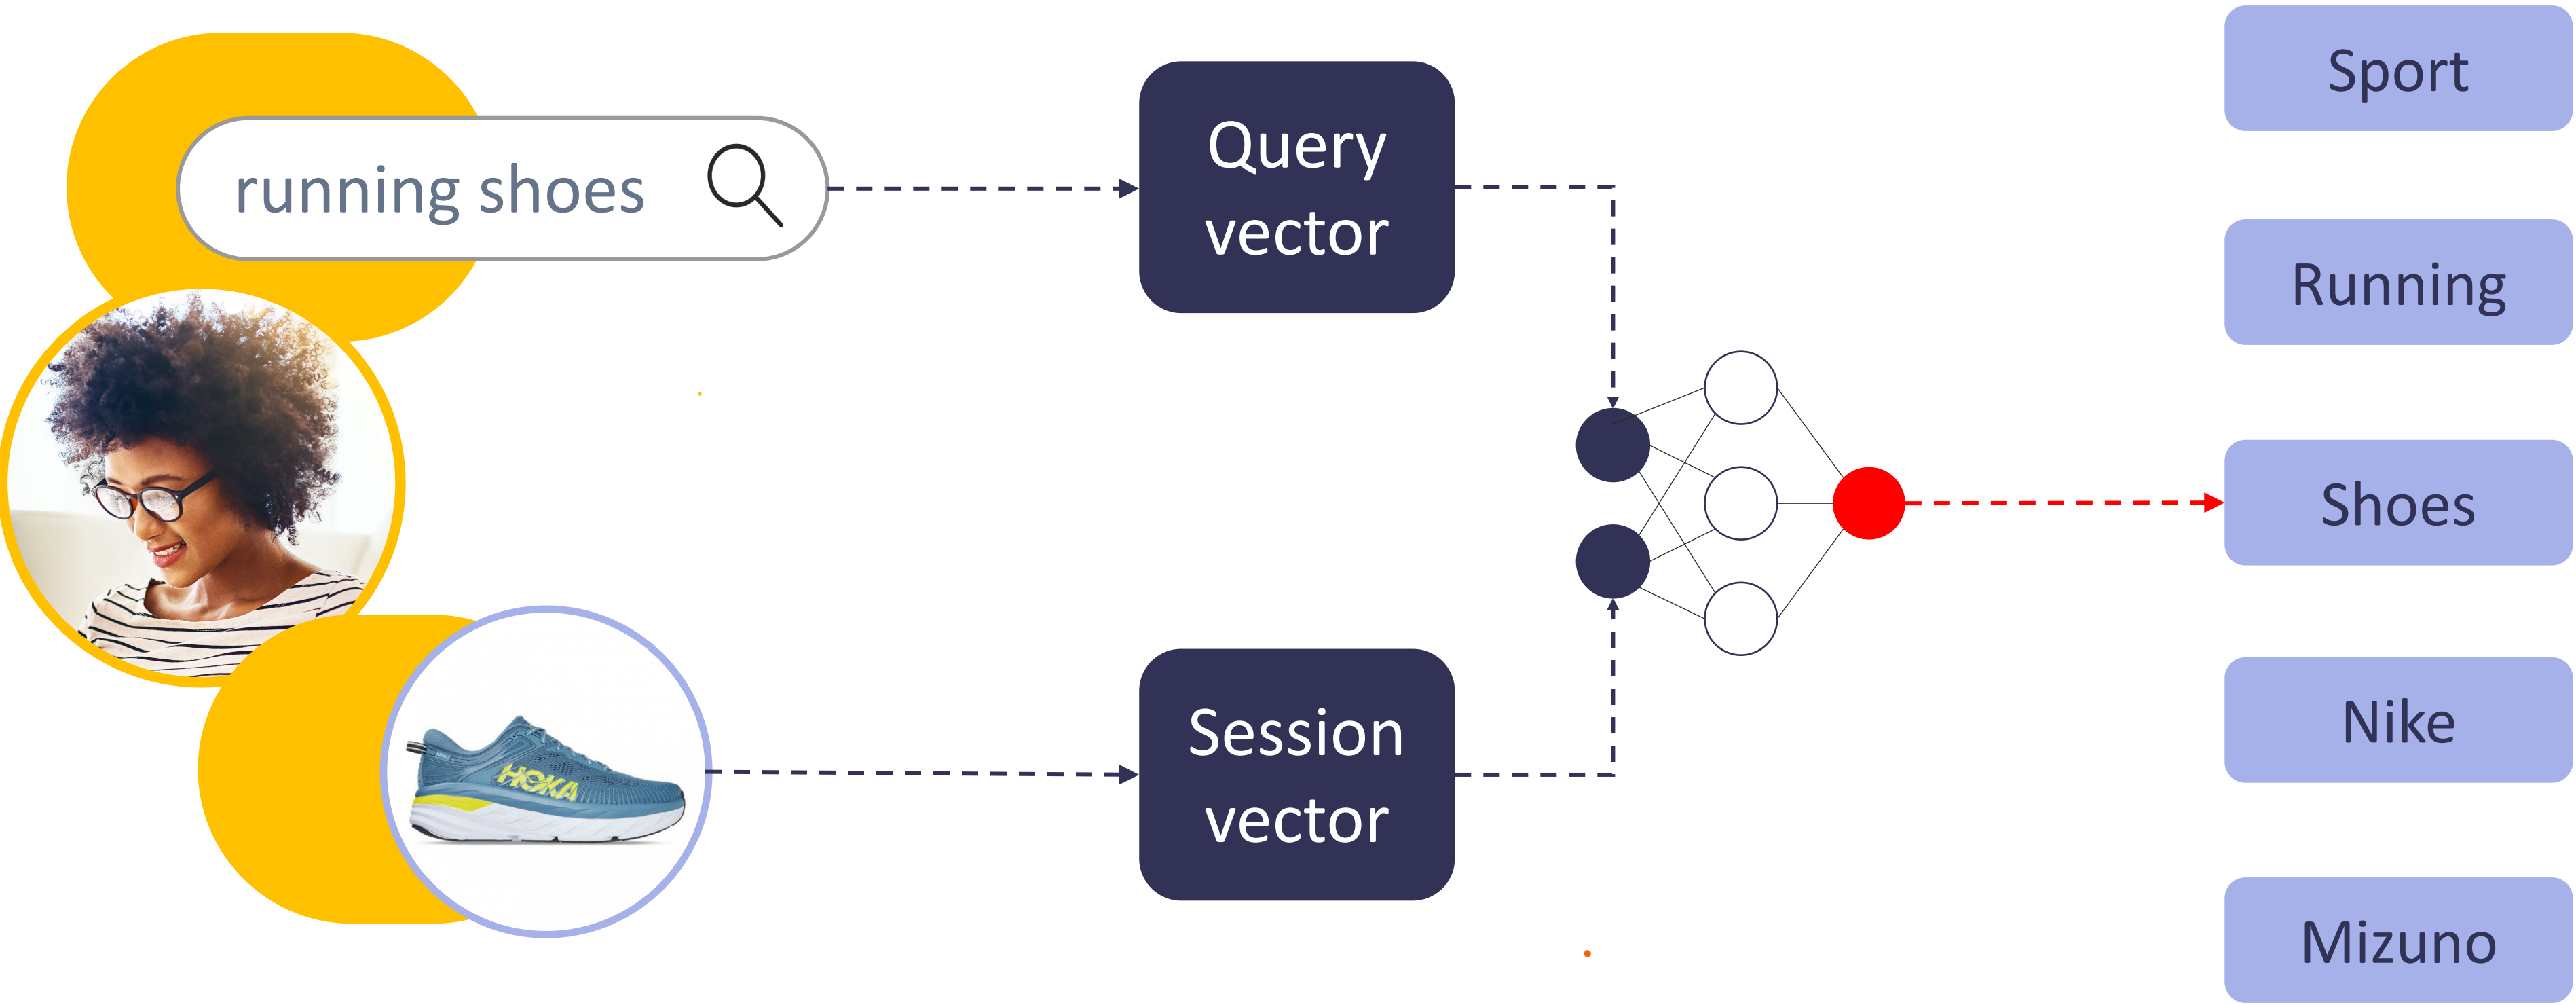 running shoes
Query
vector
Session
vector
HOKA
Sport
Running
Shoes
Nike
Mizuno